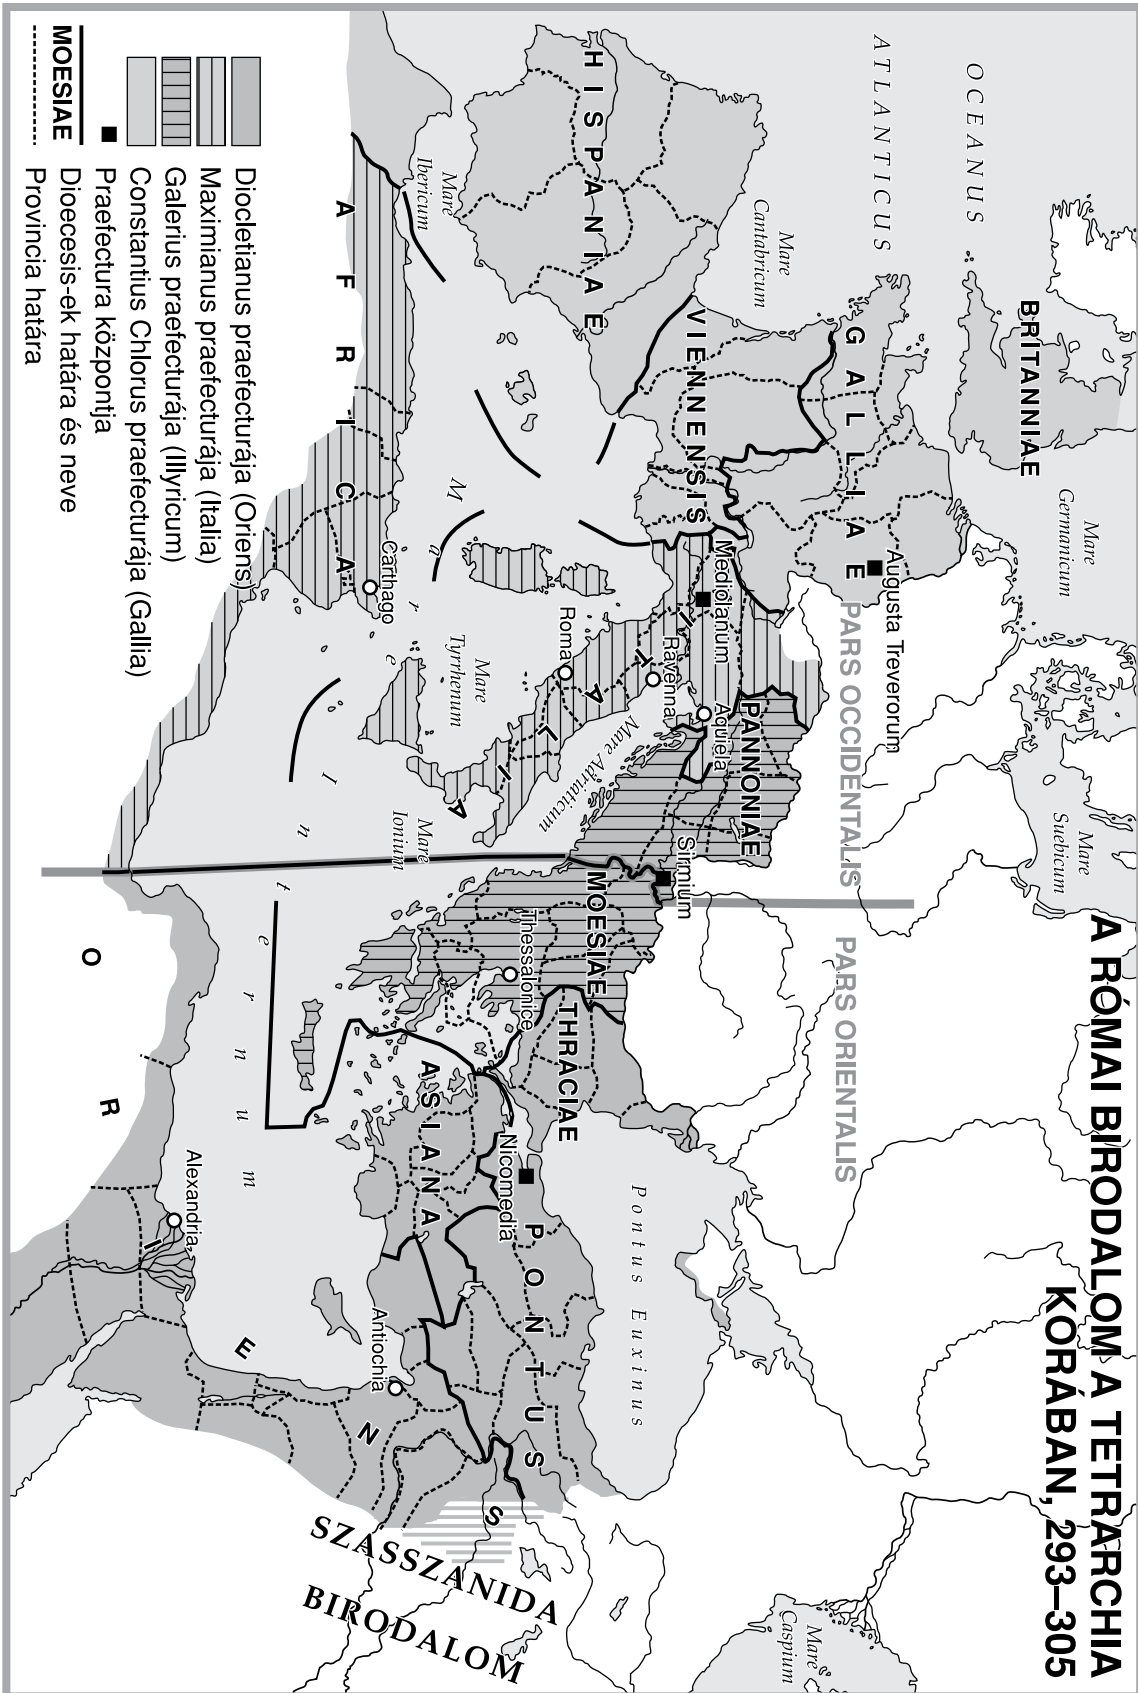 A RÓMAI BIRODALOM A TETRARCHIA
KORÁBAN, 293–305
OCEANUS
ATLANTICUS
BRITANNIAE
Mare
Germanicum
Mare
Suebicum
Mare
Cantabricum
GALLIAE
Augusta Treverorum
PARS OCCIDENTALIS
PARS ORIENTALIS
HISPANIAE
VIENNENSIS
Mediolanum
Ravenna
Aquiela
PANNONIAE
Sirmium
Roma
ITALIA
Mare Adriaticum
MOESIAE
Thessalonice
THRACIAE
Pontus Euxinus
Mare
Caspium
Mare
Ibericum
Mare
Tyrrhenum
Mare
Ionium
Mare Internum
AFRICA
Carthago
ASIANA
Nicomedia
PONTUS
Antiochia
Alexandria
ORIENS
SZASSZANIDA
BIRODALOM
Diocletianus praefecturája (Oriens)
Maximianus praefecturája (Italia)
Galerius praefecturája (Illyricum)
Constantius Chlorus praefecturája (Gallia)
Praefectura központja
MOESIAE
Dioecesis-ek határa és neve
Provincia határa